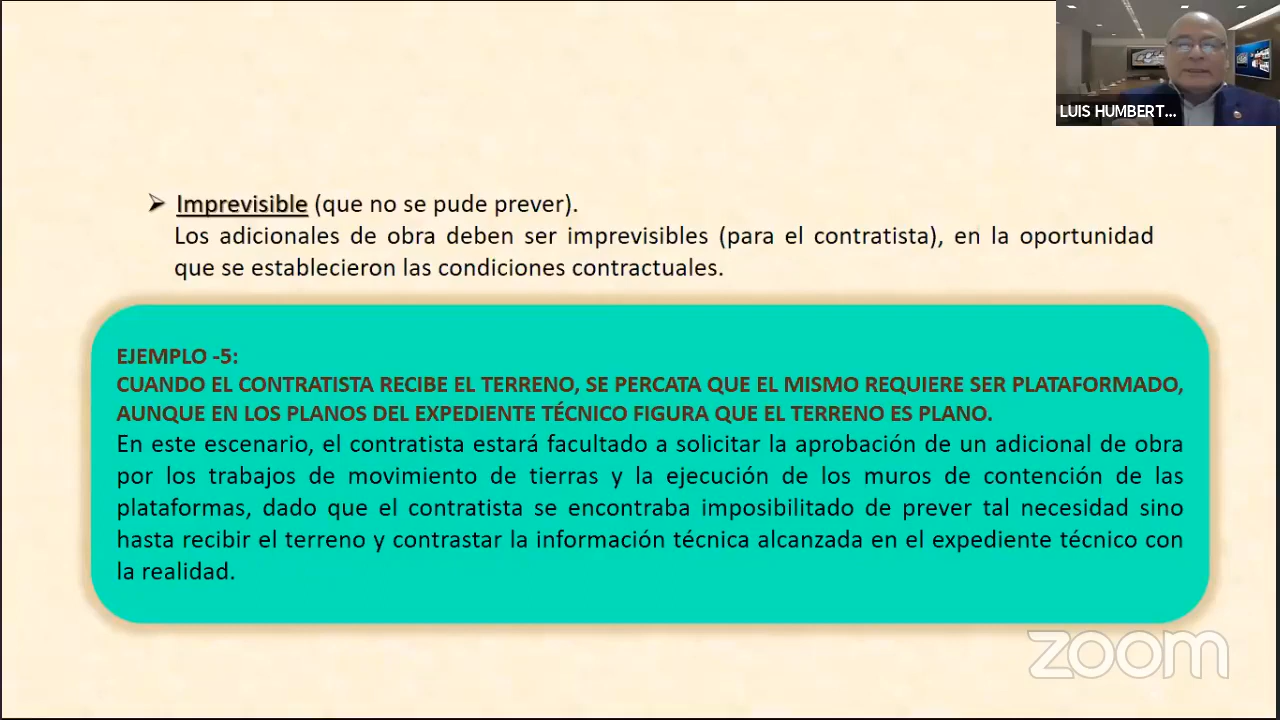 LUIS HUMBERT...
➢ Imprevisible (que no se pude prever).
Los adicionales de obra deben ser imprevisibles (para el contratista), en la oportunidad
que se establecieron las condiciones contractuales.
EJEMPLO -5:
CUANDO EL CONTRATISTA RECIBE EL TERRENO, SE PERCATA QUE EL MISMO REQUIERE SER PLATAFORMADO,
AUNQUE EN LOS PLANOS DEL EXPEDIENTE TÉCNICO FIGURA QUE EL TERRENO ES PLANO.
En este escenario, el contratista estará facultado a solicitar la aprobación de un adicional de obra
por los trabajos de movimiento de tierras y la ejecución de los muros de contención de las
plataformas, dado que el contratista se encontraba imposibilitado de prever tal necesidad sino
hasta recibir el terreno y contrastar la información técnica alcanzada en el expediente técnico con
la realidad.
zoom